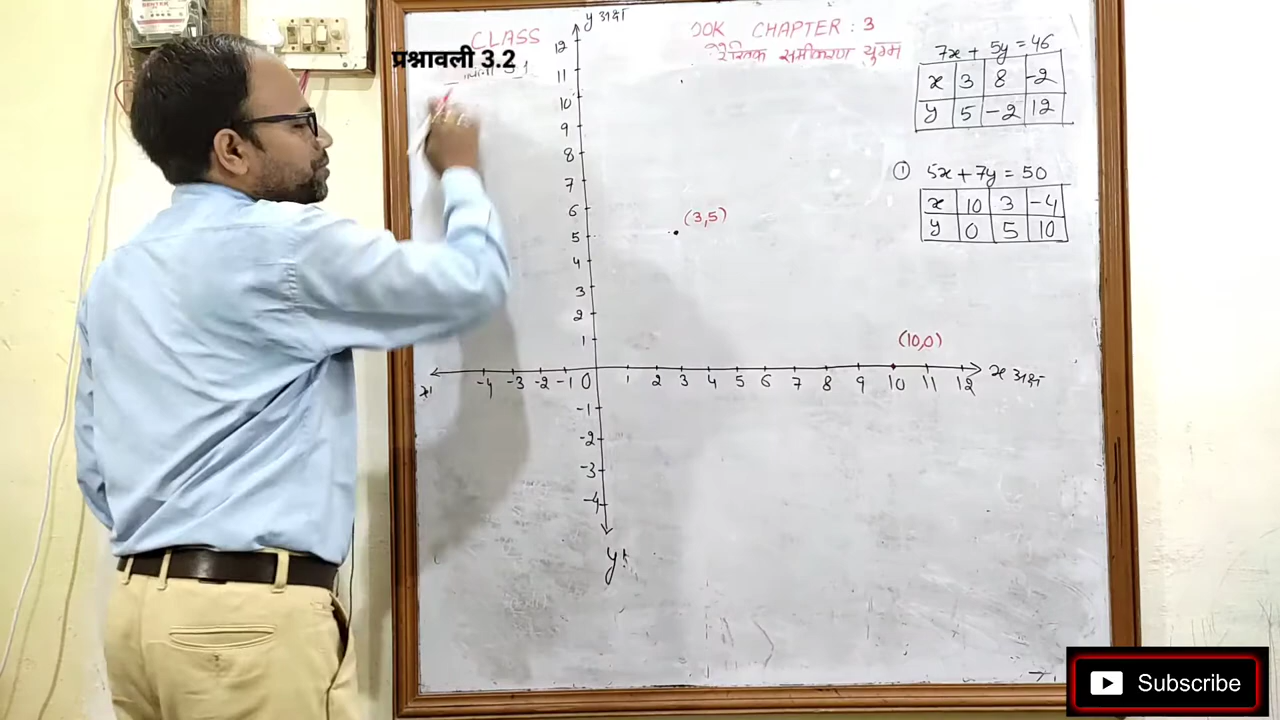 CLASS
OOK CHAPTER : 3
प्रश्नावली 3.2
रैखिक समीकरण युग्म
y अक्ष
12
11
10
9
8
7
6
5
4
3
2
1
-4 -3 -2 -1 0 1 2 3 4 5 6 7 8 9 10 11 12
x अक्ष
x'
-1
-2
-3
-4
y'
(3,5)
(10,0)
7x + 5y = 46
x 3 8 -2
y 5 -2 12
① 5x + 7y = 50
x 10 3 -4
y 0 5 10
Subscribe